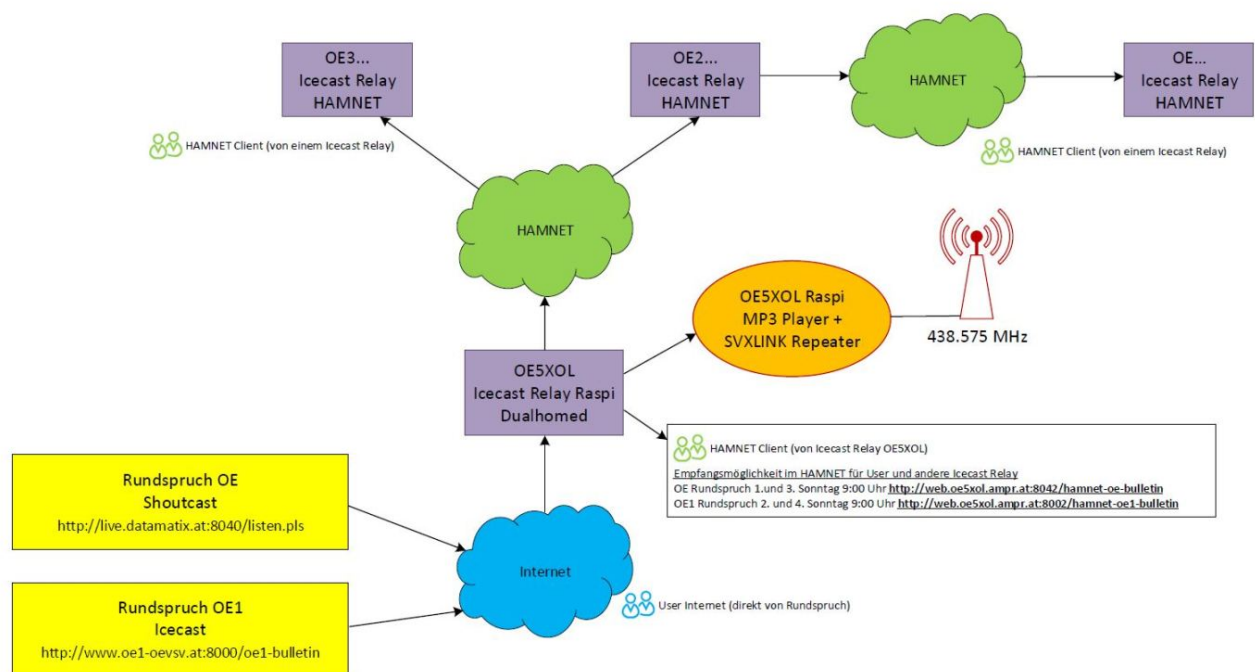 OE3...
Icecast Relay
HAMNET
OE2...
Icecast Relay
HAMNET
HAMNET
OE...
Icecast Relay
HAMNET
HAMNET Client (von einem Icecast Relay)
HAMNET Client (von einem Icecast Relay)
HAMNET
OE5XOL Raspi
MP3 Player +
SVXLINK Repeater
438.575 MHz
OE5XOL
Icecast Relay Raspi
Dualhomed
HAMNET Client (von Icecast Relay OE5XOL)
Empfangsmöglichkeit im HAMNET für User und andere Icecast Relay
OE Rundspruch 1.und 3. Sonntag 9:00 Uhr http://web.oe5xol.ampr.at:8042/hamnet-oe-bulletin
OE1 Rundspruch 2. und 4. Sonntag 9:00 Uhr http://web.oe5xol.ampr.at:8002/hamnet-oe1-bulletin
Rundspruch OE
Shoutcast
http://live.datamatix.at:8040/listen.pls
Internet
User Internet (direkt von Rundspruch)
Rundspruch OE1
Icecast
http://www.oe1-oevsv.at:8000/oe1-bulletin